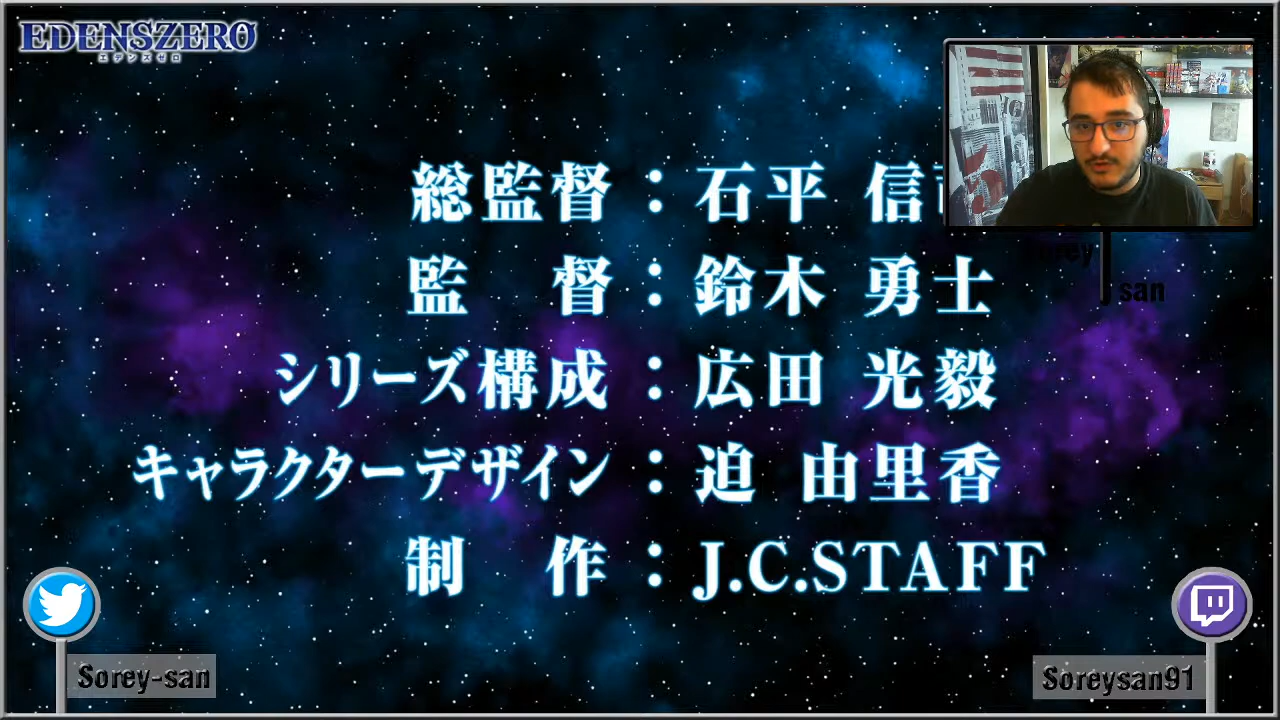 EDENSZERO
エデンズゼロ
総監督：石平 信
監　督：鈴木 勇士
シリーズ構成：広田 光毅
キャラクターデザイン：迫 由里香
制　作：J.C.STAFF
san
Sorey-san
Soreysan91